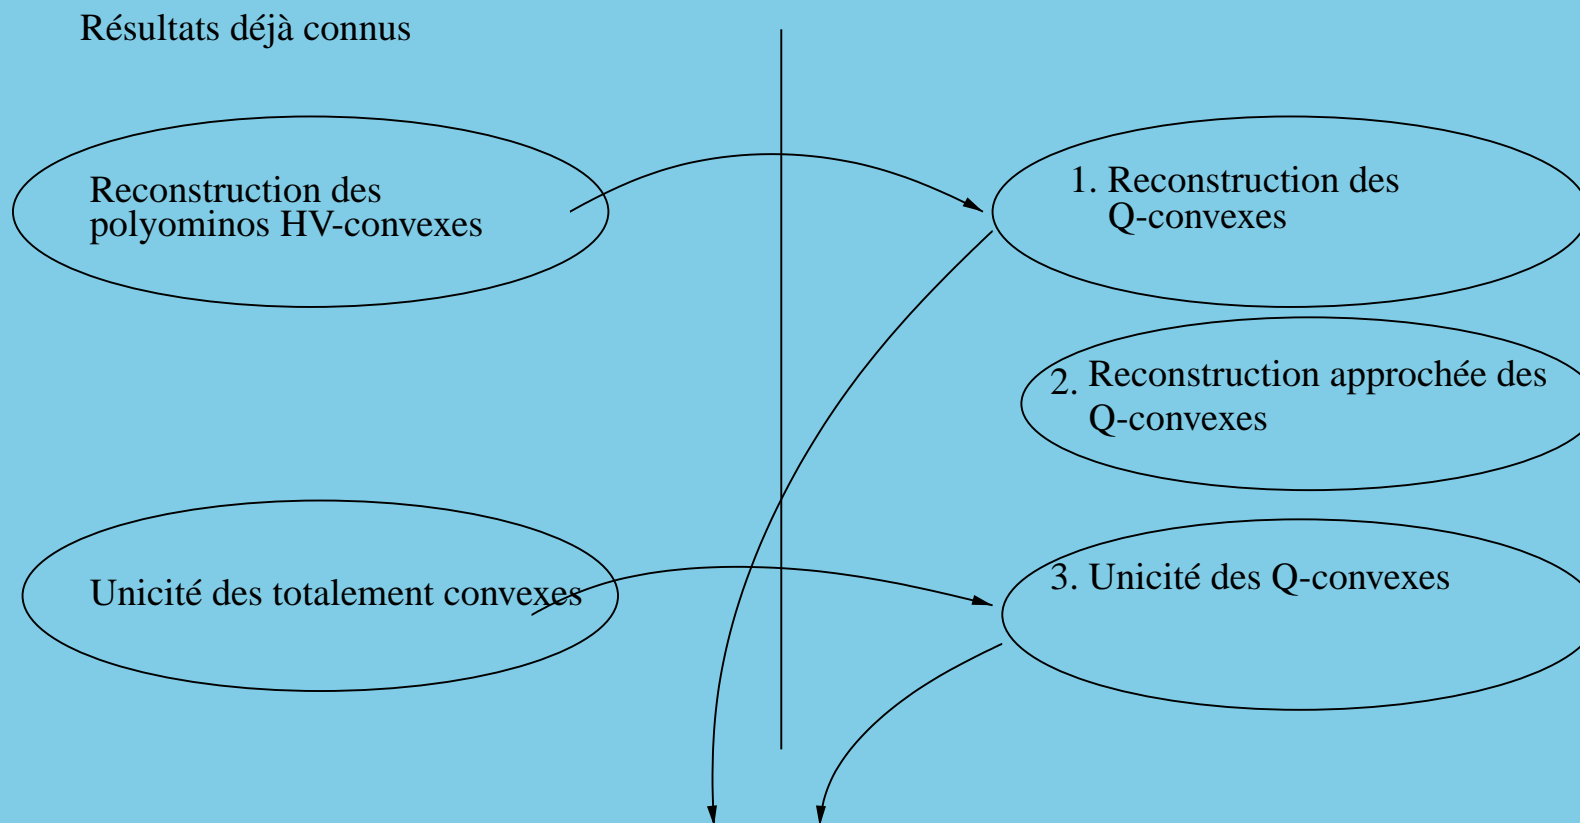 Résultats déjà connus
Reconstruction des
polyominos HV-convexes
1. Reconstruction des
Q-convexes
2. Reconstruction approchée des
Q-convexes
Unicité des totalement convexes
3. Unicité des Q-convexes